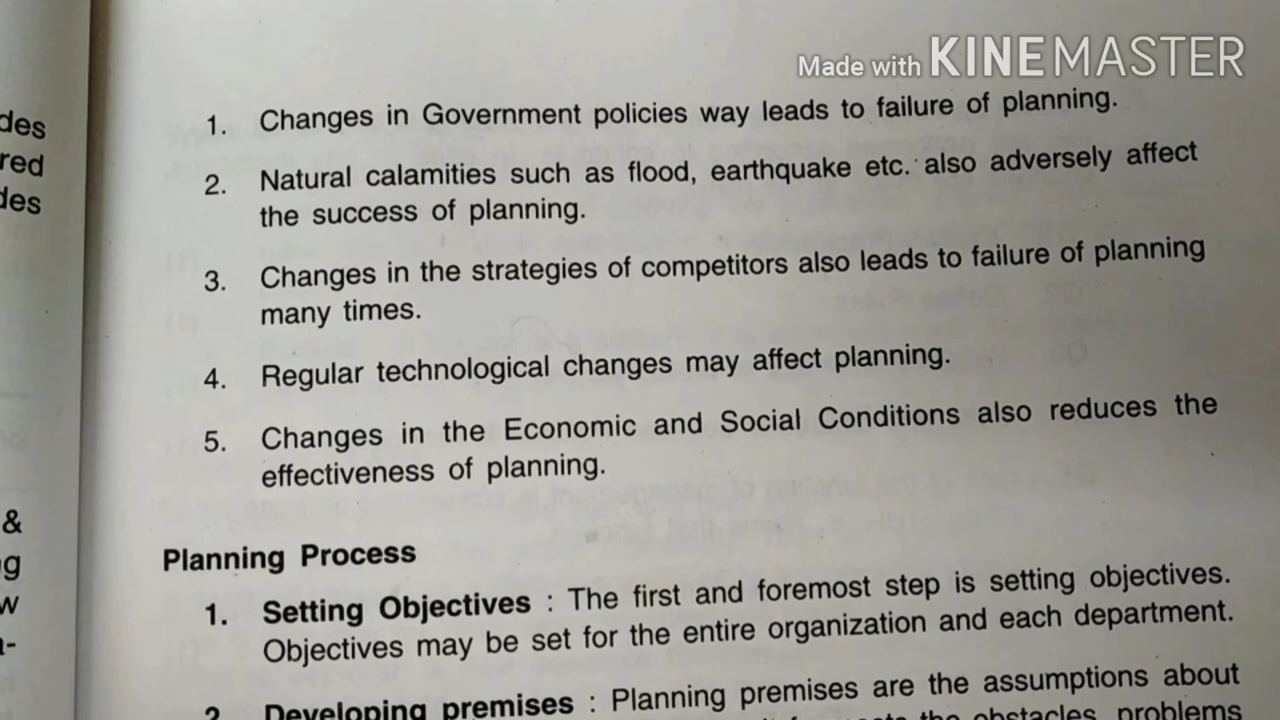 Made with KINEMASTER
des
red
des
&
g
w
1. Changes in Government policies way leads to failure of planning.
2. Natural calamities such as flood, earthquake etc. also adversely affect
the success of planning.
3. Changes in the strategies of competitors also leads to failure of planning
many times.
4. Regular technological changes may affect planning.
5. Changes in the Economic and Social Conditions also reduces the
effectiveness of planning.
Planning Process
1. Setting Objectives : The first and foremost step is setting objectives.
Objectives may be set for the entire organization and each department.
2. Developing premises : Planning premises are the assumptions about
the obstacles, problems